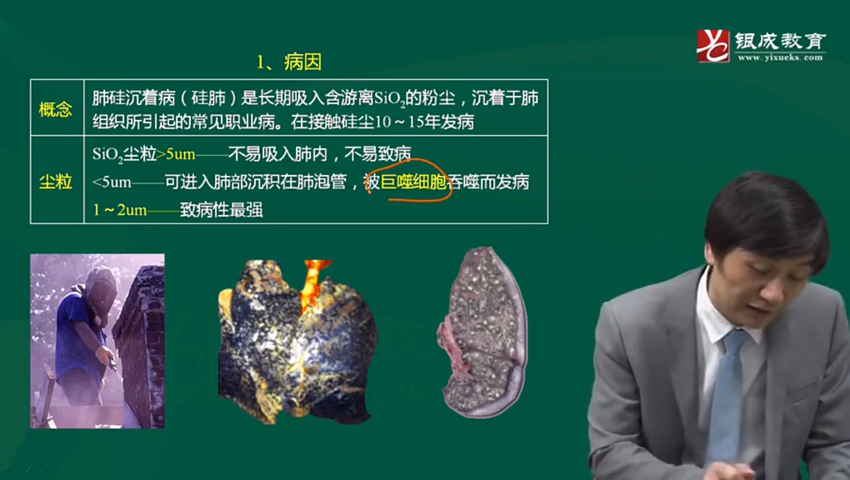 银成教育
www.yixueks.com
1、病因
概念
肺硅沉着病（硅肺）是长期吸入含游离SiO2的粉尘，沉着于肺
组织所引起的常见职业病。在接触硅尘10～15年发病
尘粒
SiO2尘粒>5um——不易吸入肺内，不易致病
<5um——可进入肺部沉积在肺泡管，被巨噬细胞吞噬而发病
1～2um——致病性最强